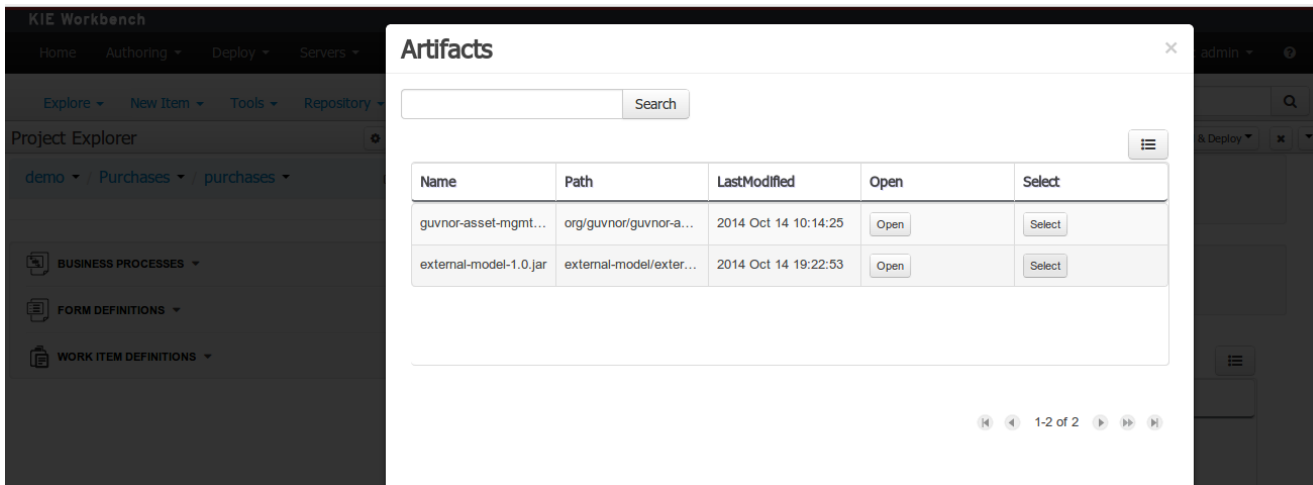 KIE Workbench
Home Authoring Deploy Servers admin
Explore New Item Tools Repository
Project Explorer & Deploy
demo / Purchases / purchases
BUSINESS PROCESSES
FORM DEFINITIONS
WORK ITEM DEFINITIONS
Artifacts
Search
Name Path LastModified Open Select
guvnor-asset-mgmt... org/guvnor/guvnor-a... 2014 Oct 14 10:14:25 Open Select
external-model-1.0.jar external-model/exter... 2014 Oct 14 19:22:53 Open Select
1-2 of 2